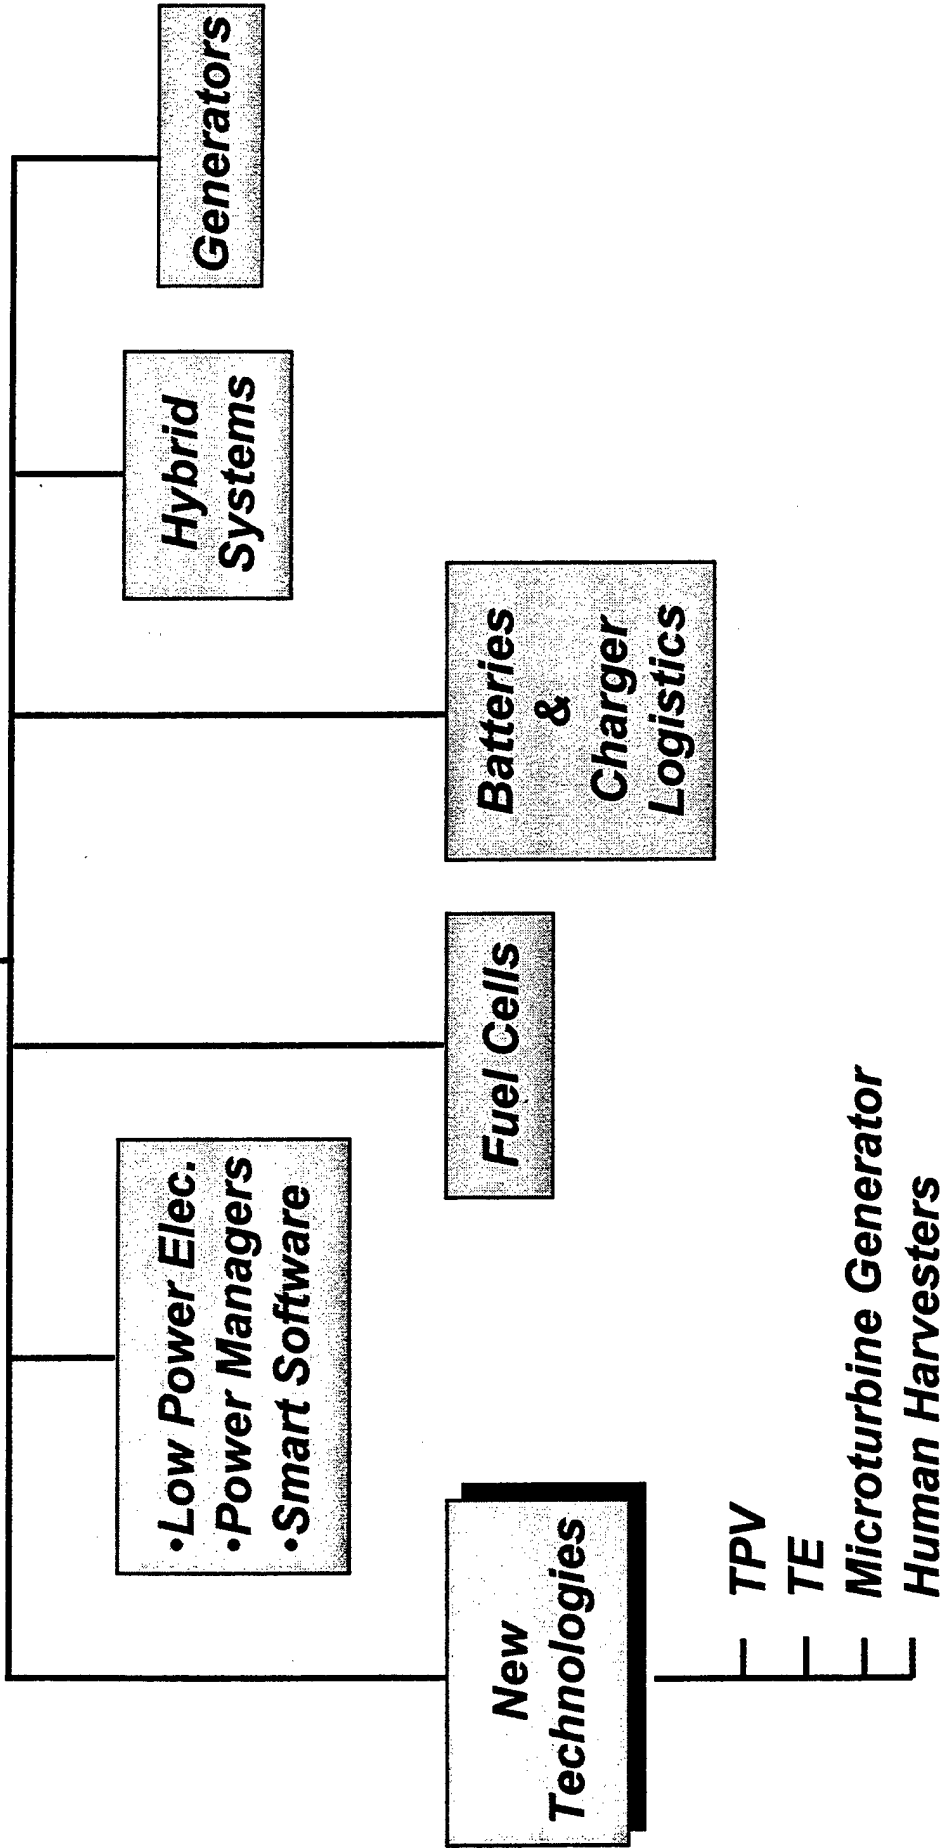 New
Technologies
TPV
TE
Microturbine Generator
Human Harvesters
•Low Power Elec.
•Power Managers
•Smart Software
Fuel Cells
Batteries
&
Charger
Logistics
Hybrid
Systems
Generators